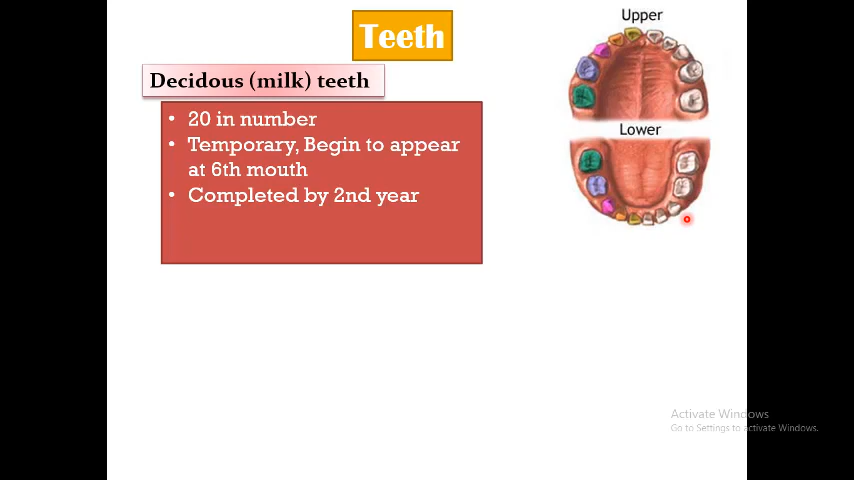 Teeth
Decidous (milk) teeth
• 20 in number
• Temporary, Begin to appear
at 6th mouth
• Completed by 2nd year
Upper
Lower
Activate Windows
Go to Settings to activate Windows.